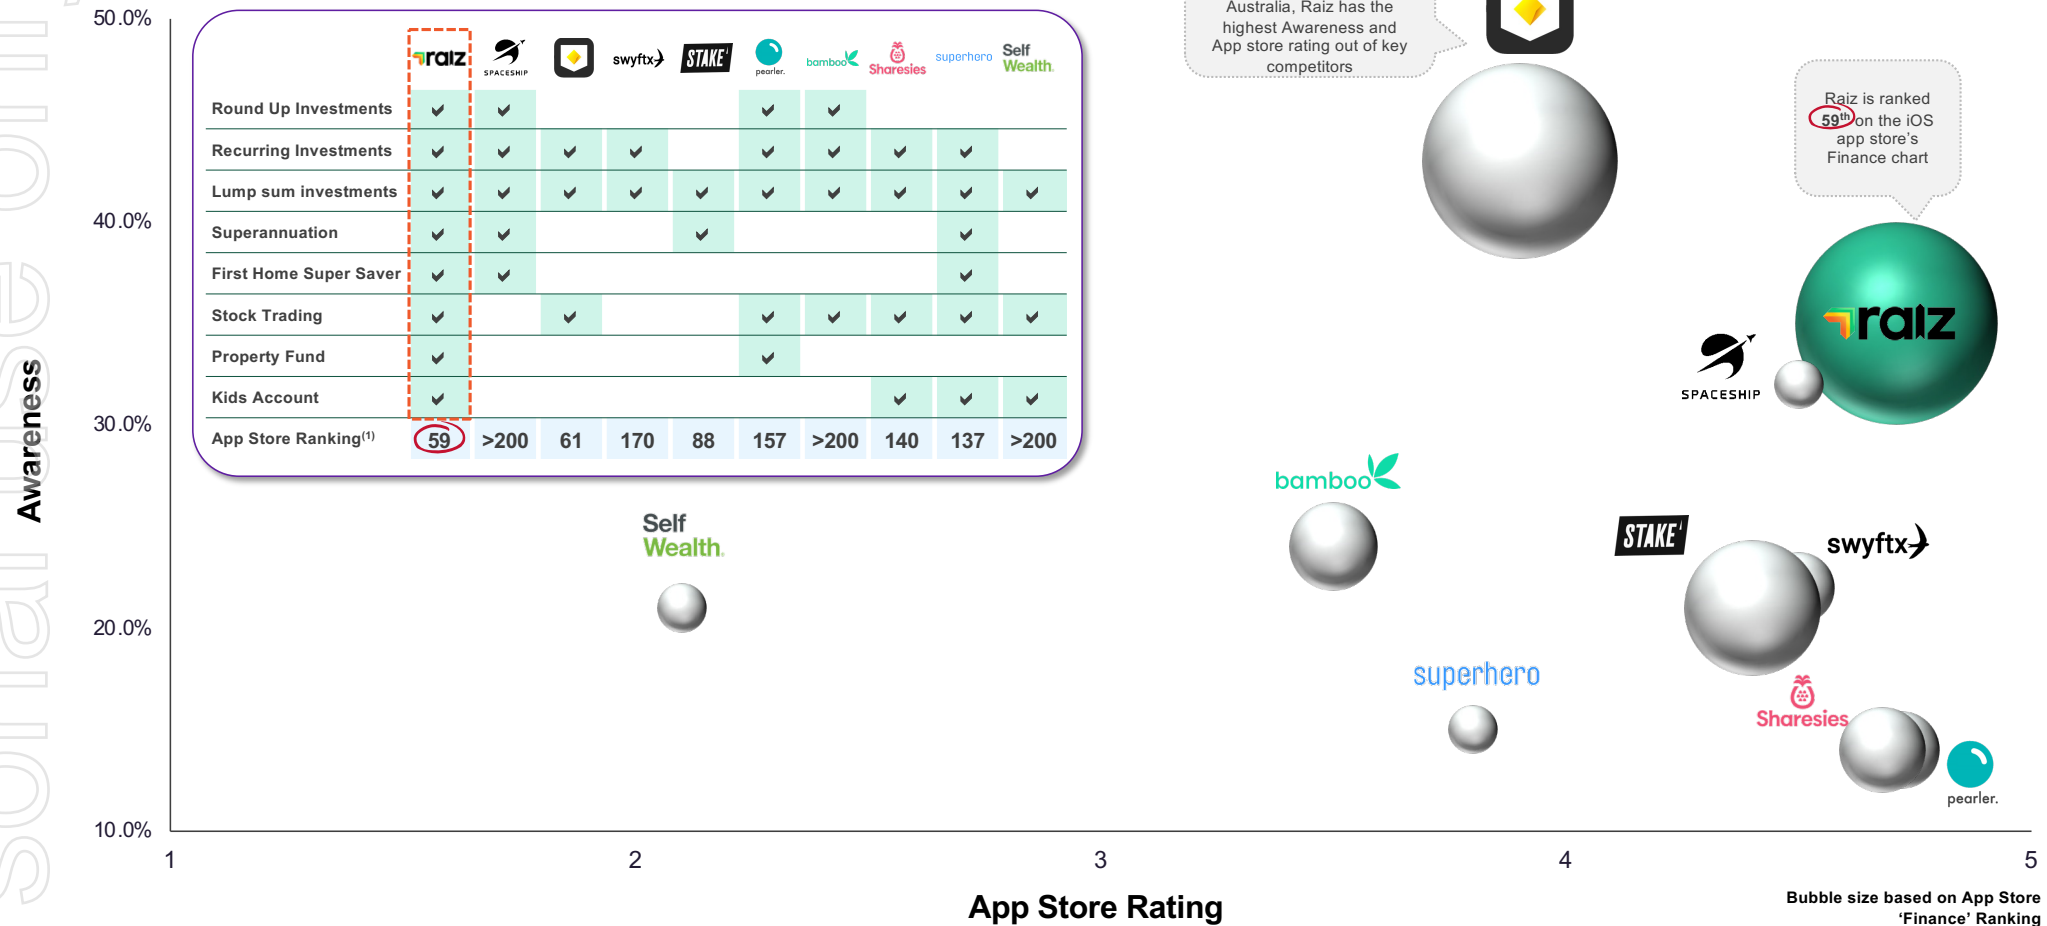 50.0%
40.0%
30.0%
20.0%
10.0%
Awareness
raiz
SPACESHIP
swyftx
STAKE
pearler.
bamboo
Sharesies
superhero
Self
Wealth.
Round Up Investments
Recurring Investments
Lump sum investments
Superannuation
First Home Super Saver
Stock Trading
Property Fund
Kids Account
App Store Ranking(1) 59 >200 61 170 88 157 >200 140 137 >200
Australia, Raiz has the
highest Awareness and
App store rating out of key
competitors
Raiz is ranked
59th on the iOS
app store's
Finance chart
raiz
SPACESHIP
bamboo
Self
Wealth.
STAKE
swyftx
superhero
Sharesies
pearler.
1 2 3 4 5
App Store Rating
Bubble size based on App Store
‘Finance’ Ranking